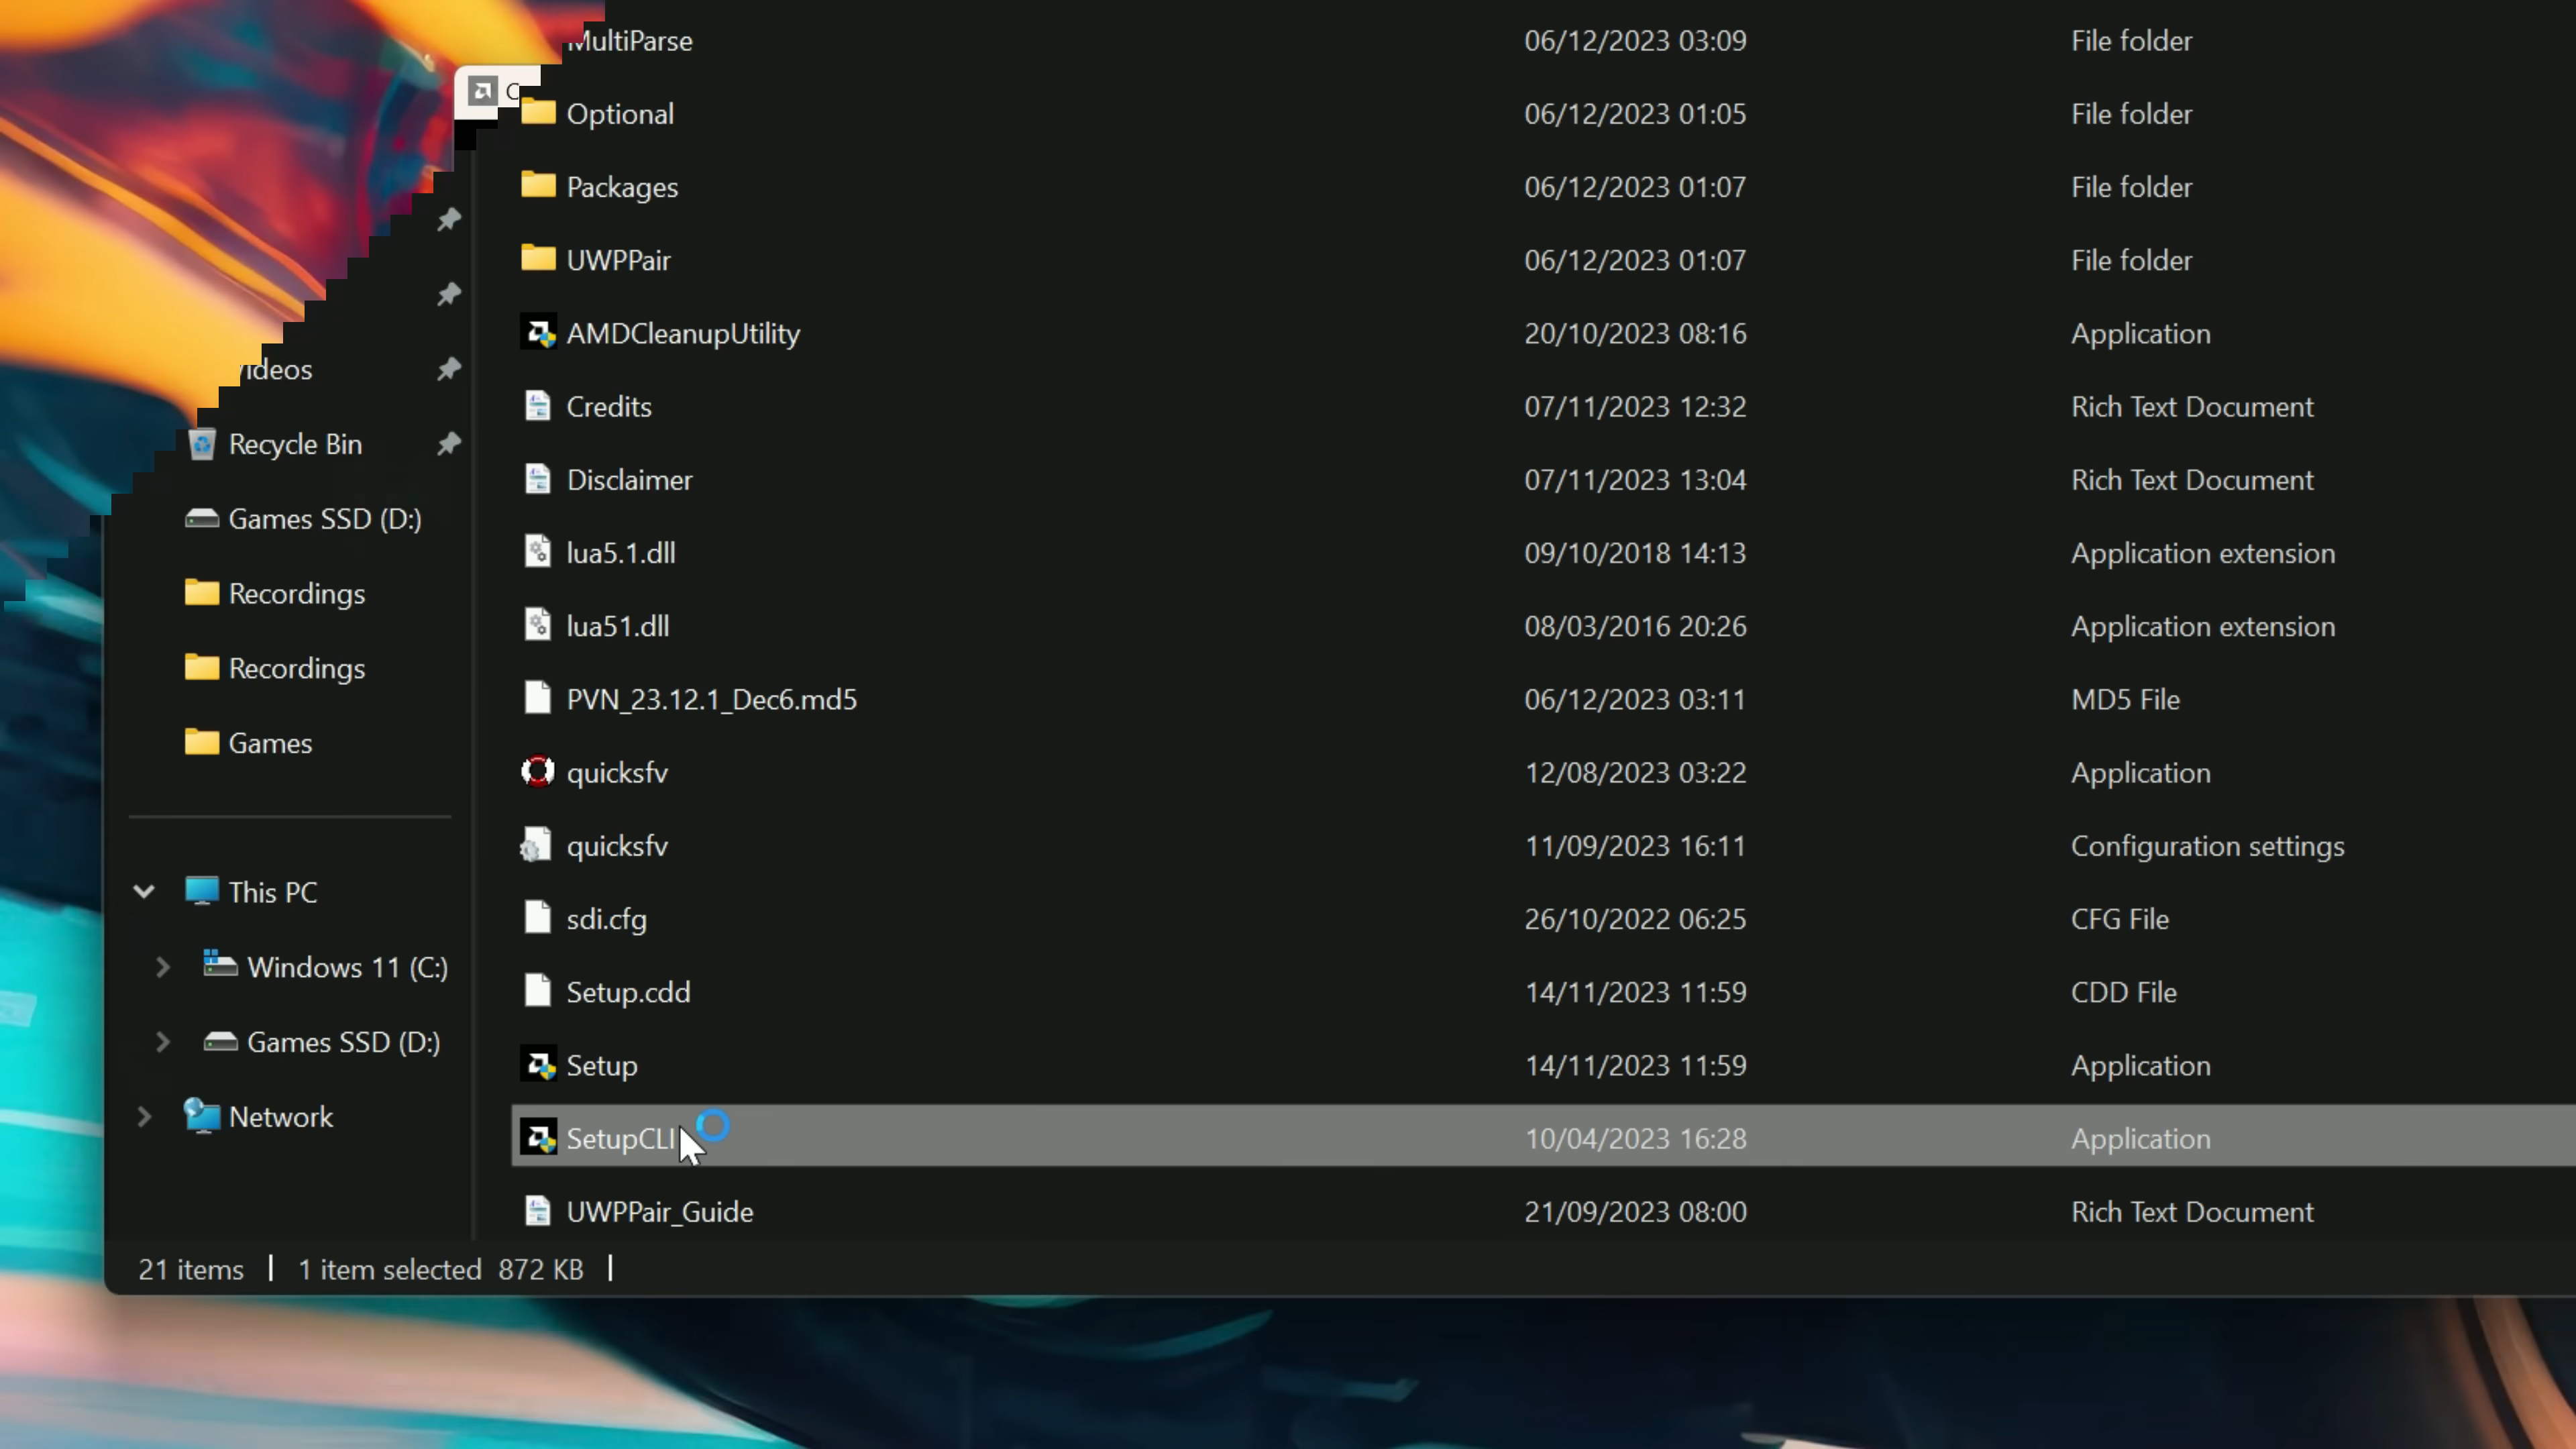 MultiParse 06/12/2023 03:09 File folder
Optional 06/12/2023 01:05 File folder
Packages 06/12/2023 01:07 File folder
UWPPair 06/12/2023 01:07 File folder
AMDCleanupUtility 20/10/2023 08:16 Application
Credits 07/11/2023 12:32 Rich Text Document
Disclaimer 07/11/2023 13:04 Rich Text Document
lua5.1.dll 09/10/2018 14:13 Application extension
lua51.dll 08/03/2016 20:26 Application extension
PVN_23.12.1_Dec6.md5 06/12/2023 03:11 MD5 File
quicksfv 12/08/2023 03:22 Application
quicksfv 11/09/2023 16:11 Configuration settings
sdi.cfg 26/10/2022 06:25 CFG File
Setup.cdd 14/11/2023 11:59 CDD File
Setup 14/11/2023 11:59 Application
SetupCLI 10/04/2023 16:28 Application
UWPPair_Guide 21/09/2023 08:00 Rich Text Document
Videos
Recycle Bin
Games SSD (D:)
Recordings
Recordings
Games
This PC
Windows 11 (C:)
Games SSD (D:)
Network
21 items | 1 item selected 872 KB |